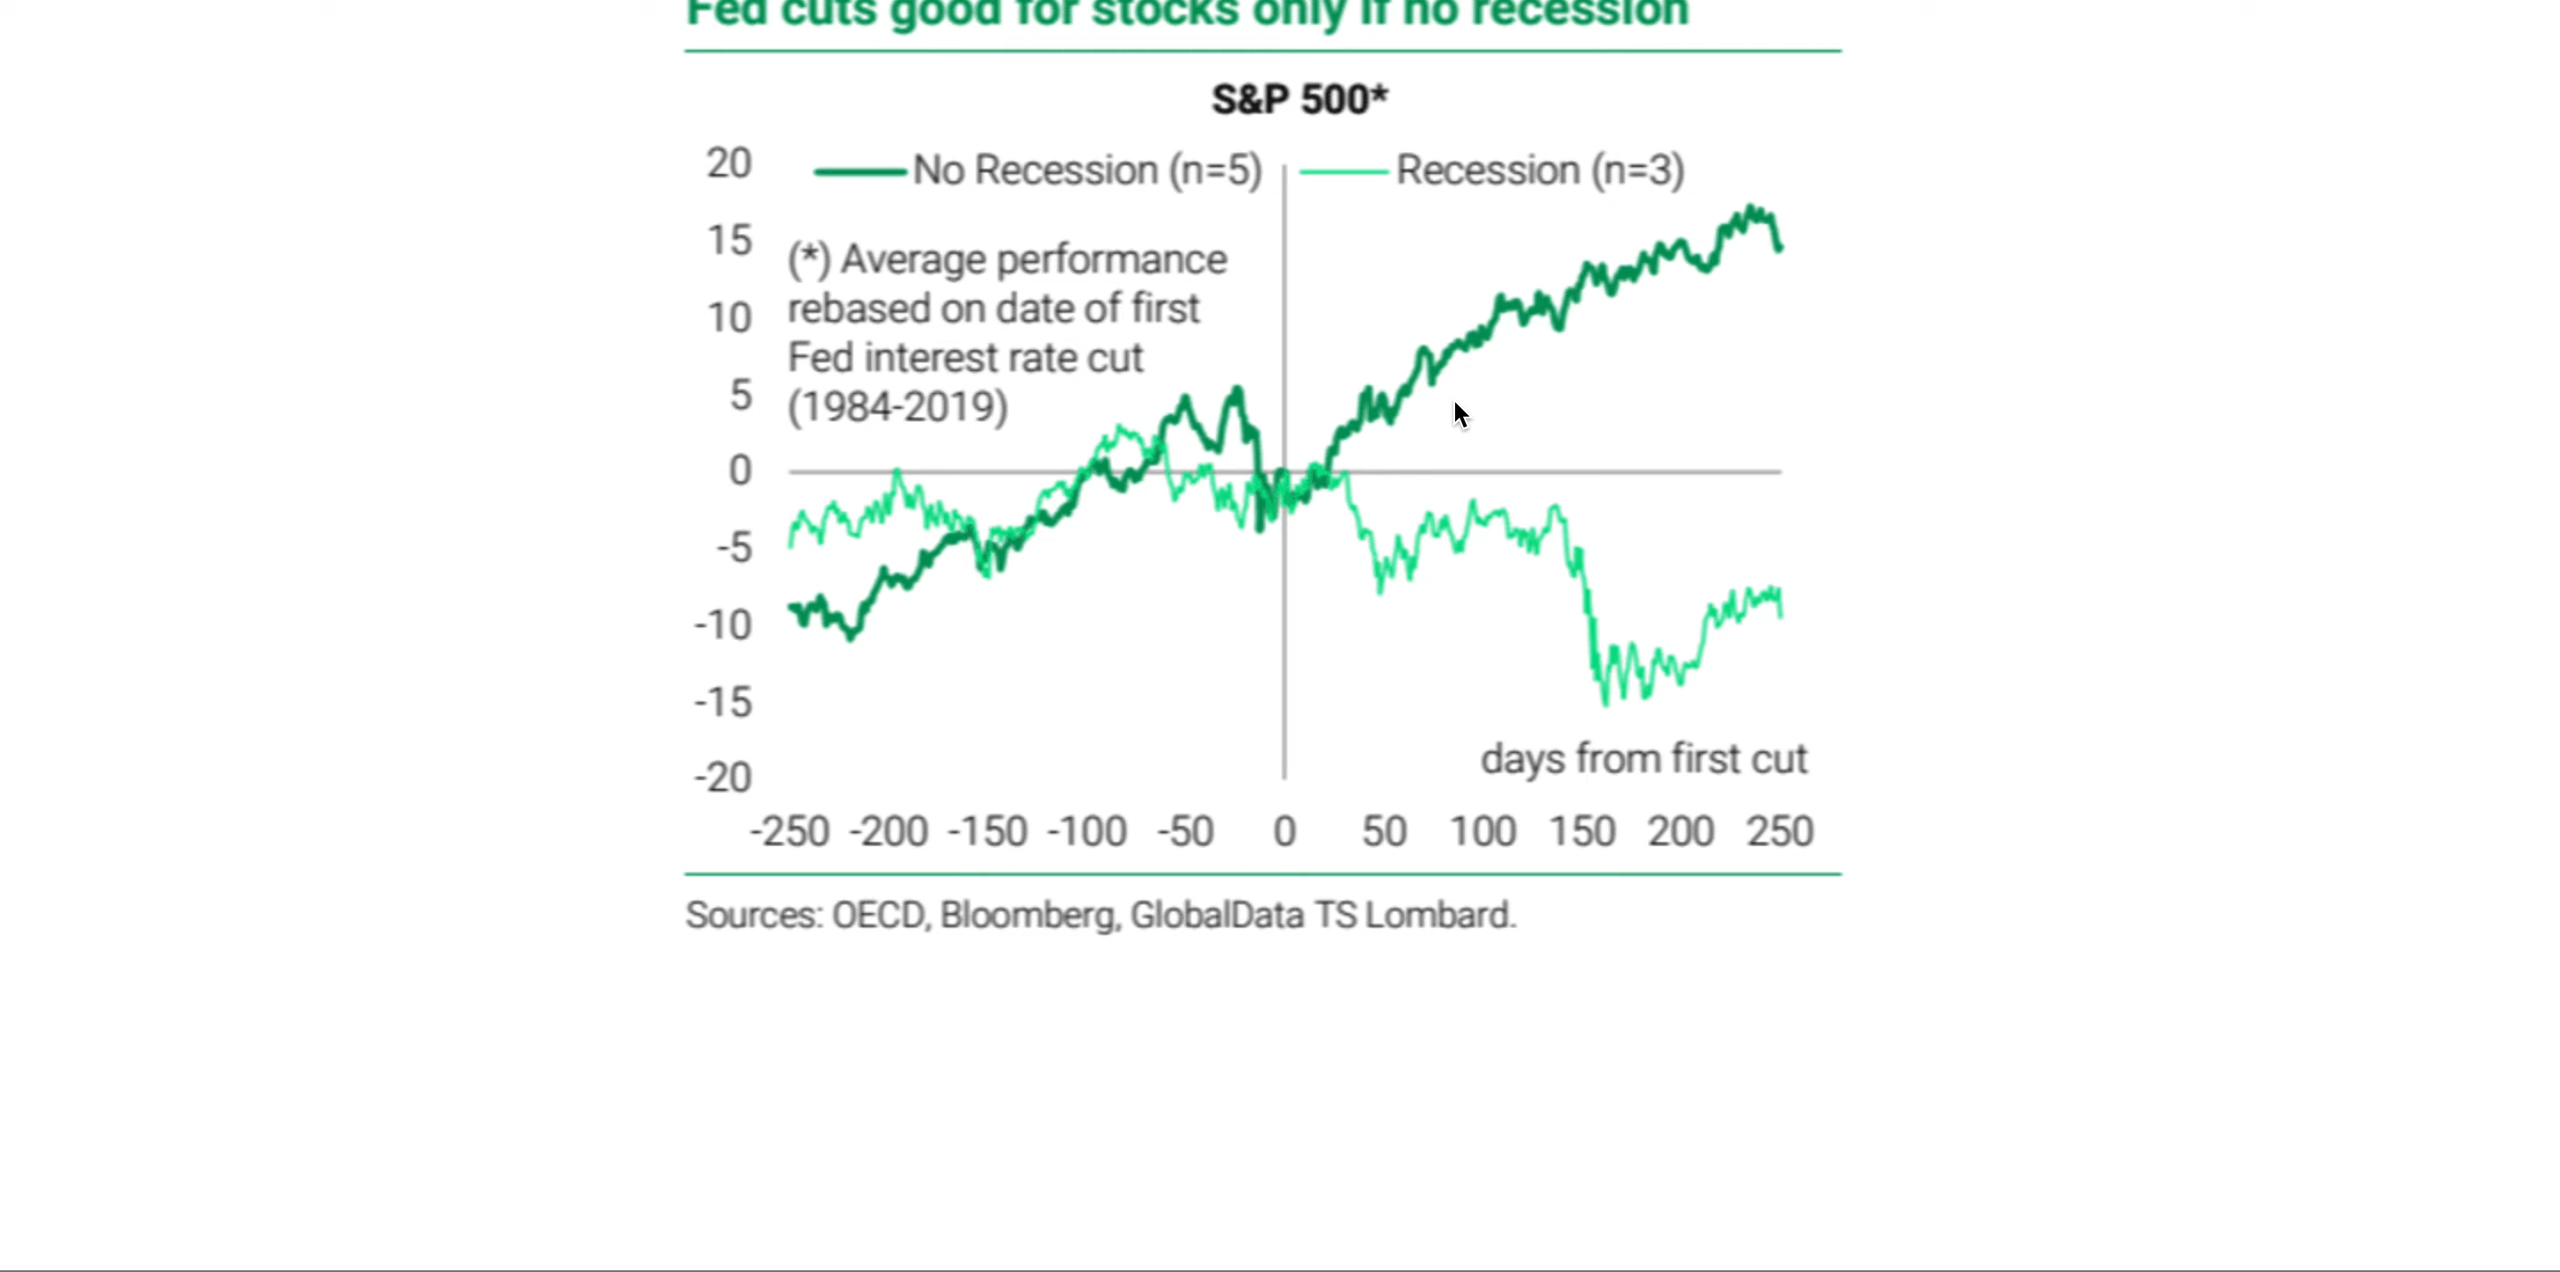 Fed cuts good for stocks only if no recession
S&P 500*
No Recession (n=5) Recession (n=3)
(*) Average performance
rebased on date of first
Fed interest rate cut
(1984-2019)
20
15
10
5
0
-5
-10
-15
-20
days from first cut
-250 -200 -150 -100 -50 0 50 100 150 200 250
Sources: OECD, Bloomberg, GlobalData TS Lombard.